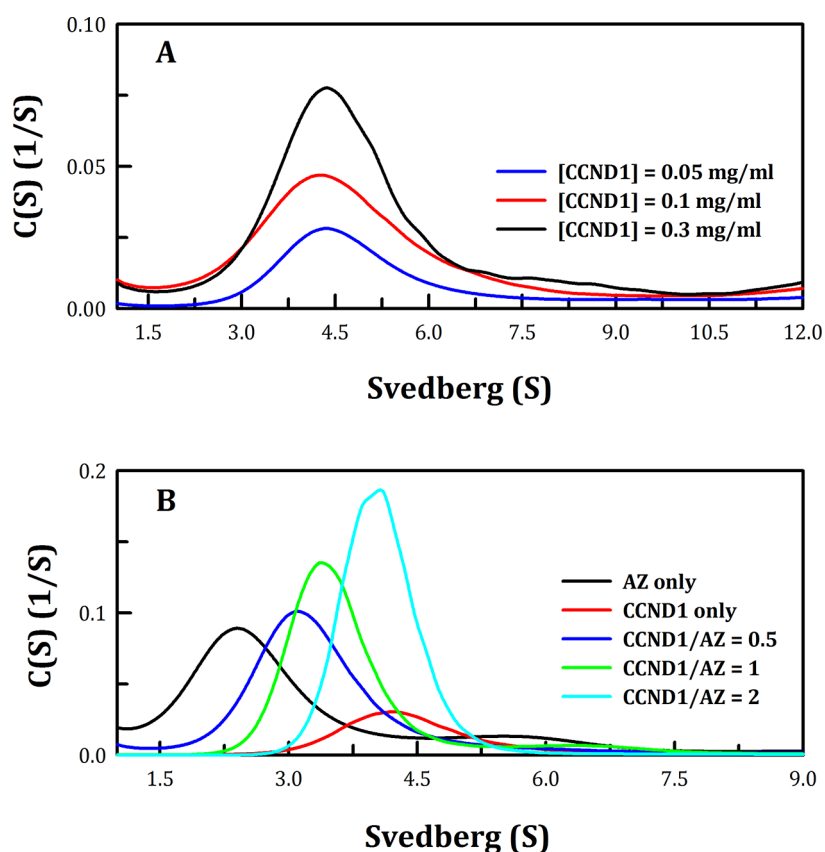 A
0.10
0.05
0.00
C(S) (1/S)
[CCND1] = 0.05 mg/ml
[CCND1] = 0.1 mg/ml
[CCND1] = 0.3 mg/ml
1.5 3.0 4.5 6.0 7.5 9.0 10.5 12.0
Svedberg (S)
B
0.2
0.1
0.0
C(S) (1/S)
AZ only
CCND1 only
CCND1/AZ = 0.5
CCND1/AZ = 1
CCND1/AZ = 2
1.5 3.0 4.5 6.0 7.5 9.0
Svedberg (S)